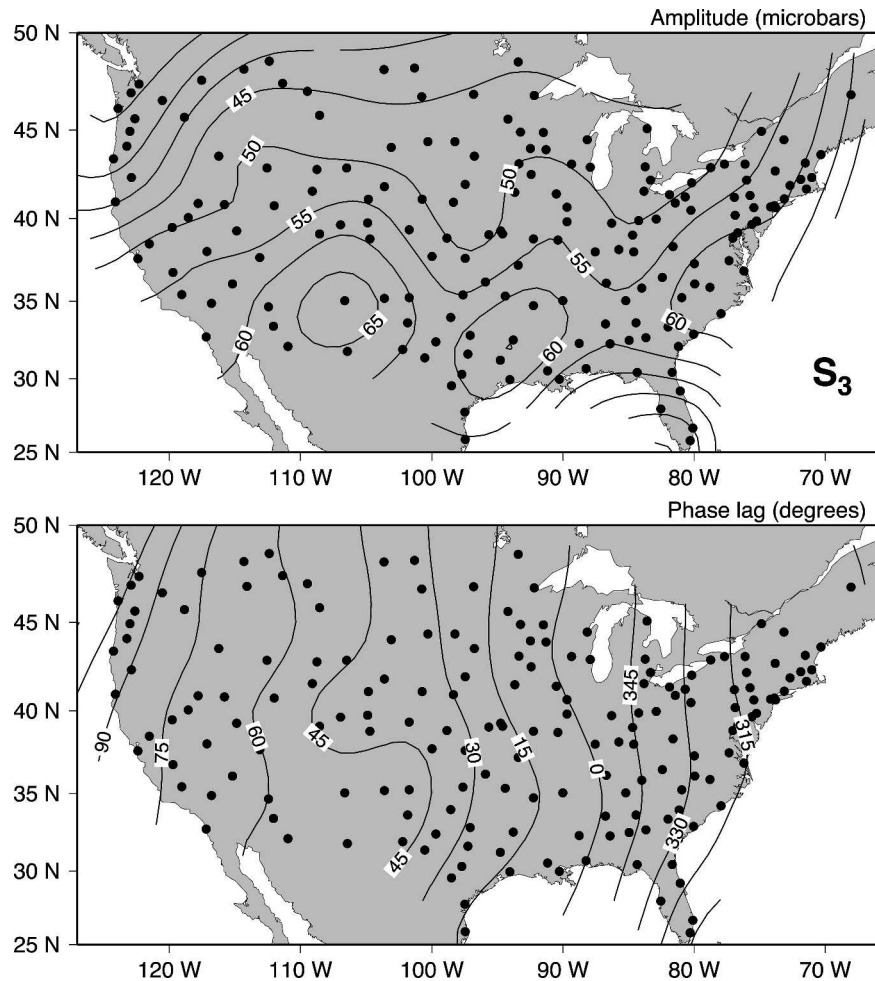 Amplitude (microbars)
50 N
45 N
40 N
35 N
30 N
25 N
45
50
50
55
55
60
65
60
60
S3
120 W 110 W 100 W 90 W 80 W 70 W
Phase lag (degrees)
50 N
45 N
40 N
35 N
30 N
25 N
-90
75
60
45
45
30
15
0
345
330
315
120 W 110 W 100 W 90 W 80 W 70 W